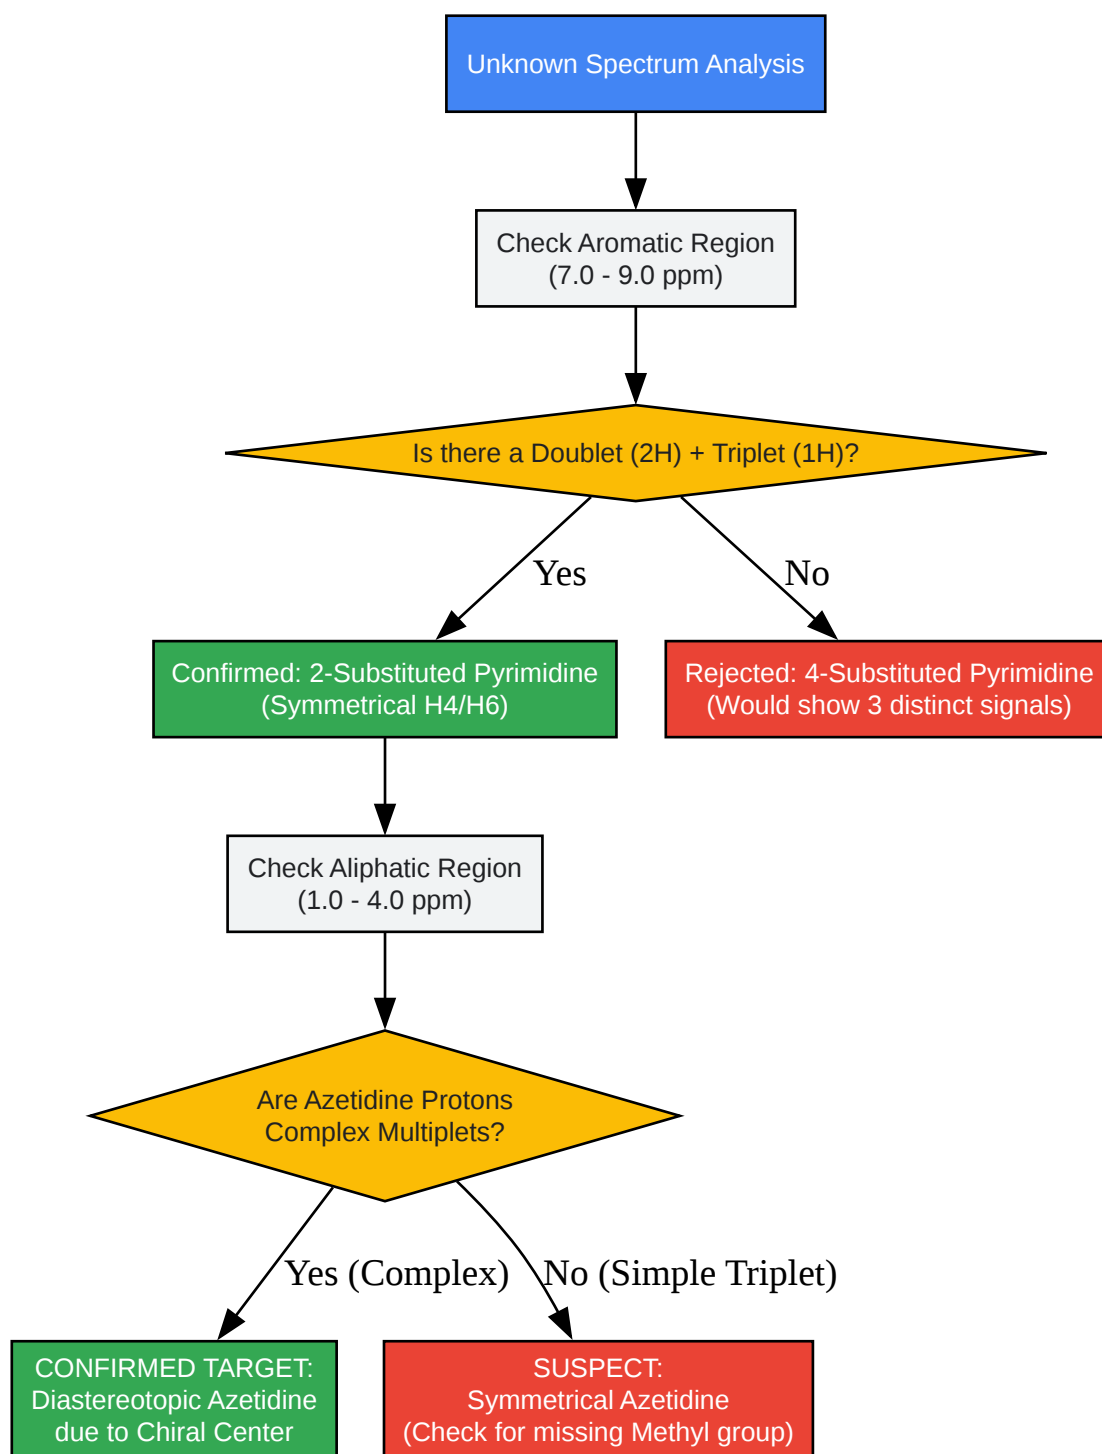 Unknown Spectrum Analysis
Check Aromatic Region
(7.0 - 9.0 ppm)
Is there a Doublet (2H) + Triplet (1H)?
Yes
No
Confirmed: 2-Substituted Pyrimidine
(Symmetrical H4/H6)
Rejected: 4-Substituted Pyrimidine
(Would show 3 distinct signals)
Check Aliphatic Region
(1.0 - 4.0 ppm)
Are Azetidine Protons
Complex Multiplets?
Yes (Complex)
No (Simple Triplet)
CONFIRMED TARGET:
Diastereotopic Azetidine
due to Chiral Center
SUSPECT:
Symmetrical Azetidine
(Check for missing Methyl group)